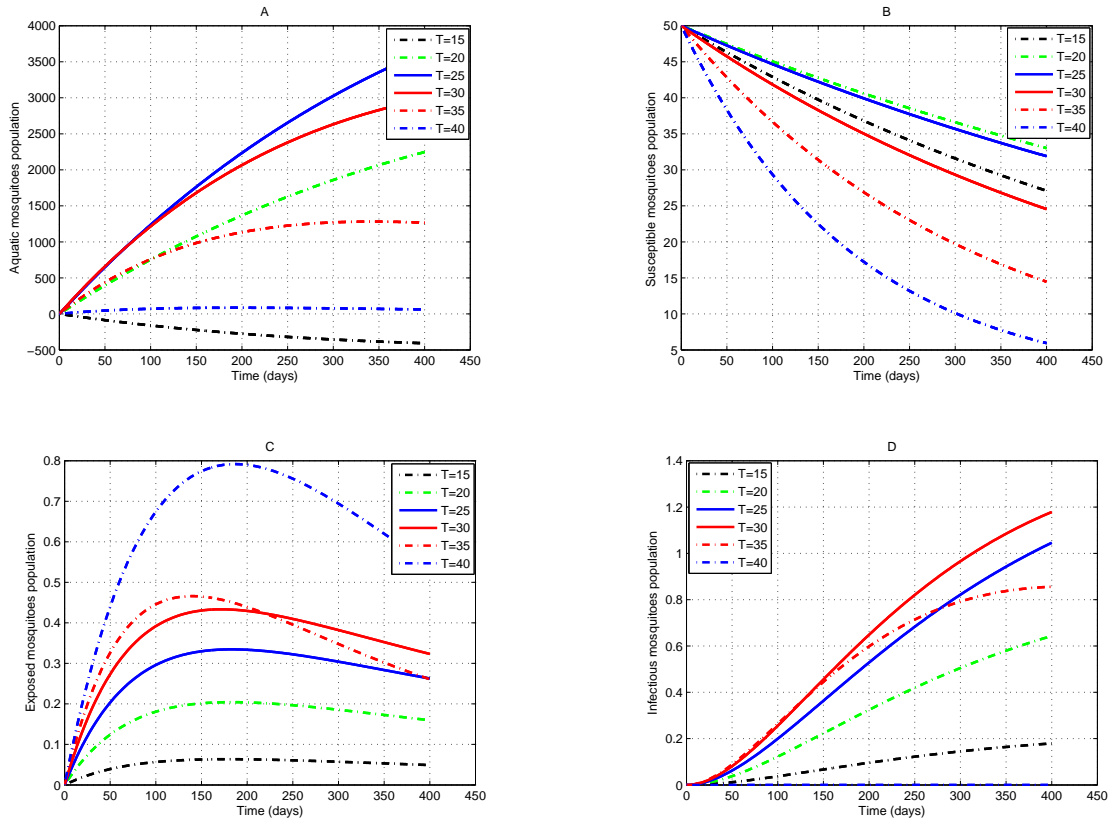 A
4000
3500
3000
2500
2000
1500
1000
500
0
−500
0 50 100 150 200 250 300 350 400 450
Time (days)
Aquatic mosquitoes population
T=15
T=20
T=25
T=30
T=35
T=40
B
50
45
40
35
30
25
20
15
10
5
0 50 100 150 200 250 300 350 400 450
Time (days)
Susceptible mosquitoes population
T=15
T=20
T=25
T=30
T=35
T=40
C
0.8
0.7
0.6
0.5
0.4
0.3
0.2
0.1
0
0 50 100 150 200 250 300 350 400 450
Time (days)
Exposed mosquitoes population
T=15
T=20
T=25
T=30
T=35
T=40
D
1.4
1.2
1
0.8
0.6
0.4
0.2
0
0 50 100 150 200 250 300 350 400 450
Time (days)
Infectious mosquitoes population
T=15
T=20
T=25
T=30
T=35
T=40